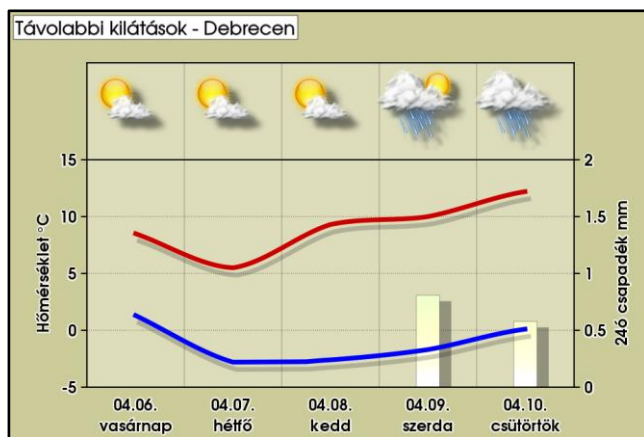 Távolabbi kilátások - Debrecen
15
10
5
0
-5
Hőmérséklet °C
2
1.5
1
0.5
0
24ó csapadék mm
04.06. 04.07. 04.08. 04.09. 04.10.
vasárnap hétfő kedd szerda csütörtök